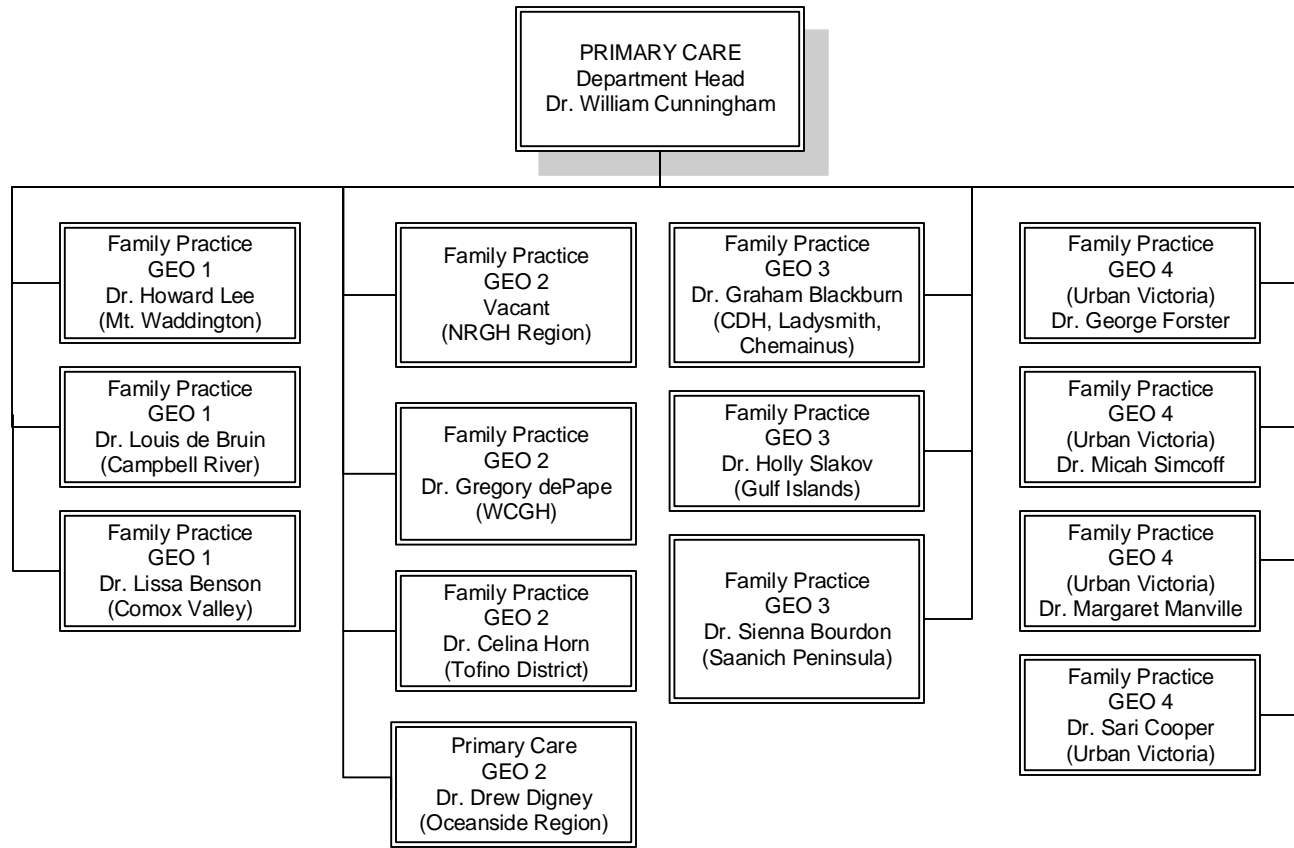 PRIMARY CARE
Department Head
Dr. William Cunningham
Family Practice
GEO 1
Dr. Howard Lee
(Mt. Waddington)
Family Practice
GEO 1
Dr. Louis de Bruin
(Campbell River)
Family Practice
GEO 1
Dr. Lissa Benson
(Comox Valley)
Family Practice
GEO 2
Vacant
(NRGH Region)
Family Practice
GEO 2
Dr. Gregory dePape
(WCGH)
Family Practice
GEO 2
Dr. Celina Horn
(Tofino District)
Primary Care
GEO 2
Dr. Drew Digney
(Oceanside Region)
Family Practice
GEO 3
Dr. Graham Blackburn
(CDH, Ladysmith,
Chemainus)
Family Practice
GEO 3
Dr. Holly Slakov
(Gulf Islands)
Family Practice
GEO 3
Dr. Sienna Bourdon
(Saanich Peninsula)
Family Practice
GEO 4
(Urban Victoria)
Dr. George Forster
Family Practice
GEO 4
(Urban Victoria)
Dr. Micah Simcoff
Family Practice
GEO 4
(Urban Victoria)
Dr. Margaret Manville
Family Practice
GEO 4
Dr. Sari Cooper
(Urban Victoria)